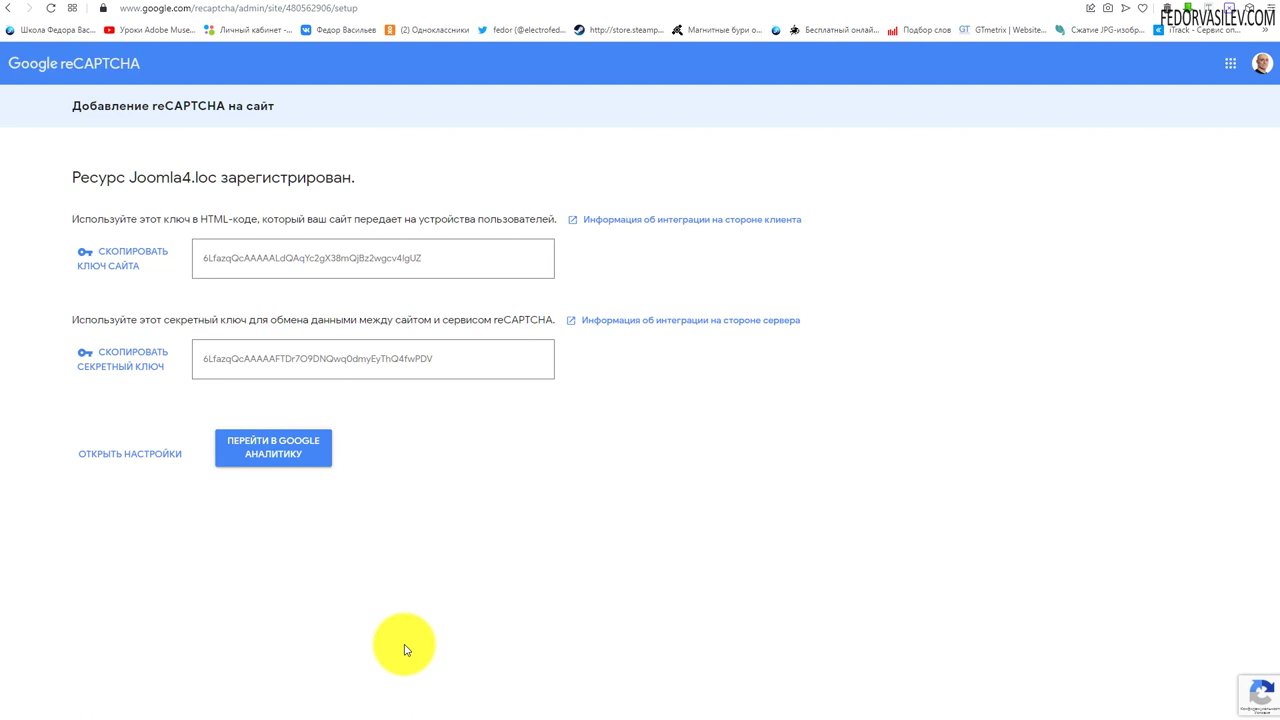 www.google.com/recaptcha/admin/site/480562906/setup
FEDORVASILEV.COM
Школа Федора Вас... Уроки Adobe Muse... Личный кабинет -... Федор Васильев (2) Одноклассники fedor (@electrofed... http://store.steamp... Магнитные бури о... Бесплатный онлай... Подбор слов GTmetrix | Website... Сжатие JPG-изобр... iTrack - Сервис оп... »
Google reCAPTCHA
Добавление reCAPTCHA на сайт
Ресурс Joomla4.loc зарегистрирован.
Используйте этот ключ в HTML-коде, который ваш сайт передает на устройства пользователей. Информация об интеграции на стороне клиента
СКОПИРОВАТЬ
КЛЮЧ САЙТА
6LfazqQcAAAAALdQAqYc2gX38mQjBz2wgcv4IgUZ
Используйте этот секретный ключ для обмена данными между сайтом и сервисом reCAPTCHA. Информация об интеграции на стороне сервера
СКОПИРОВАТЬ
СЕКРЕТНЫЙ КЛЮЧ
6LfazqQcAAAAAFTDr7O9DNQwq0dmyEyThQ4fwPDV
ОТКРЫТЬ НАСТРОЙКИ
ПЕРЕЙТИ В GOOGLE
АНАЛИТИКУ